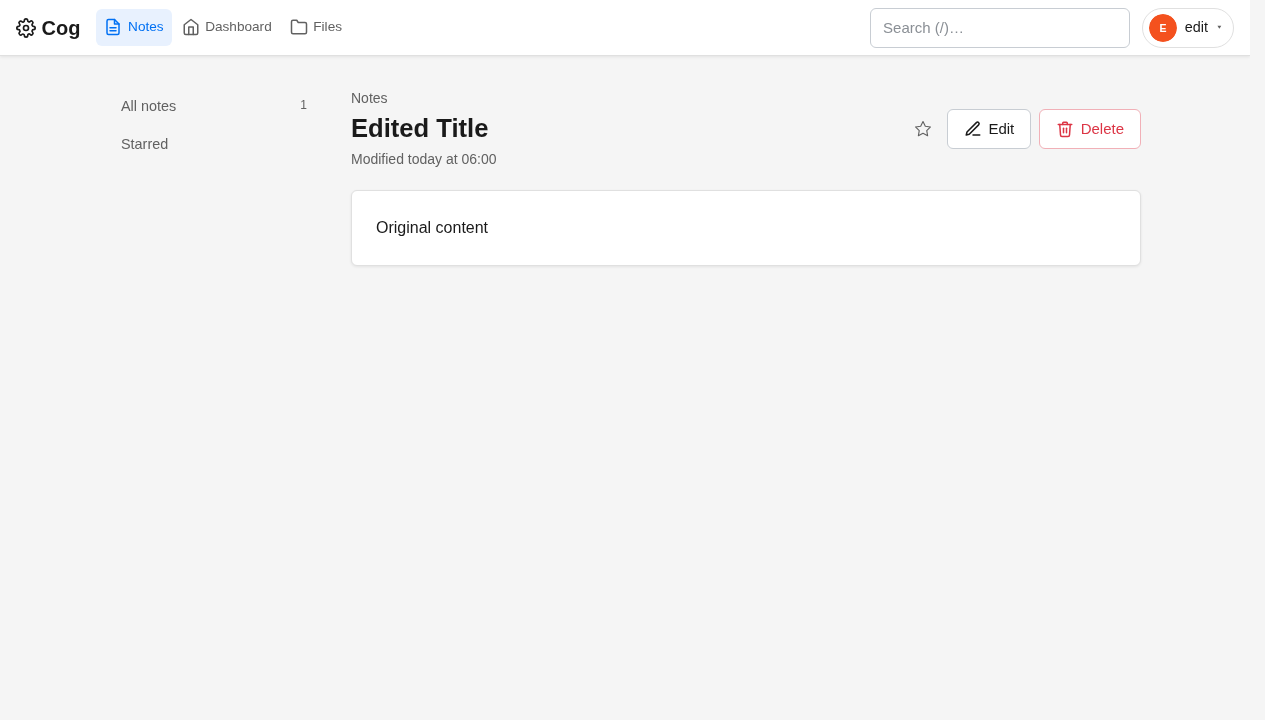 Cog
Notes
Dashboard
Files
Search (/)…
E
edit
All notes
1
Starred
Notes
Edited Title
Modified today at 06:00
Edit
Delete
Original content